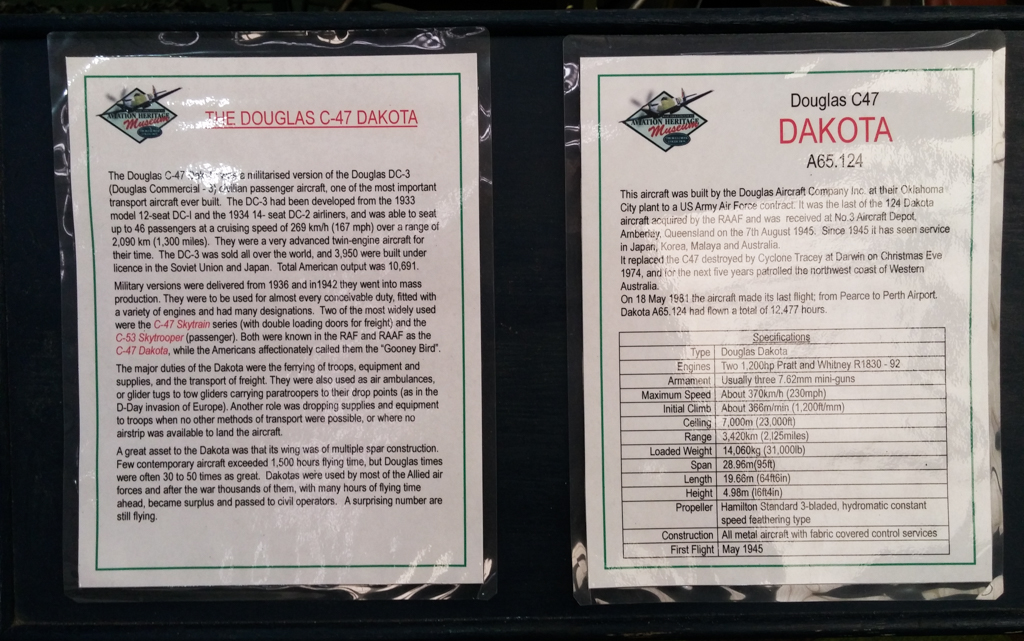 AVIATION HERITAGE
Museum
THE DOUGLAS C-47 DAKOTA
The Douglas C-47 militarised version of the Douglas DC-3
(Douglas Commercial - 3) civilian passenger aircraft, one of the most important
transport aircraft ever built. The DC-3 had been developed from the 1933
model 12-seat DC-I and the 1934 14- seat DC-2 airliners, and was able to seat
up to 46 passengers at a cruising speed of 269 km/h (167 mph) over a range of
2,090 km (1,300 miles). They were a very advanced twin-engine aircraft for
their time. The DC-3 was sold all over the world, and 3,950 were built under
licence in the Soviet Union and Japan. Total American output was 10,691.
Military versions were delivered from 1936 and in1942 they went into mass
production. They were to be used for almost every conceivable duty, fitted with
a variety of engines and had many designations. Two of the most widely used
were the C-47 Skytrain series (with double loading doors for freight) and the
C-53 Skytrooper (passenger). Both were known in the RAF and RAAF as the
C-47 Dakota, while the Americans affectionately called them the "Gooney Bird".
The major duties of the Dakota were the ferrying of troops, equipment and
supplies, and the transport of freight. They were also used as air ambulances,
or glider tugs to tow gliders carrying paratroopers to their drop points (as in the
D-Day invasion of Europe). Another role was dropping supplies and equipment
to troops when no other methods of transport were possible, or where no
airstrip was available to land the aircraft.
A great asset to the Dakota was that its wing was of multiple spar construction.
Few contemporary aircraft exceeded 1,500 hours flying time, but Douglas times
were often 30 to 50 times as great. Dakotas were used by most of the Allied air
forces and after the war thousands of them, with many hours of flying time
ahead, became surplus and passed to civil operators. A surprising number are
still flying.
AVIATION HERITAGE
Museum
Douglas C47
DAKOTA
A65.124
This aircraft was built by the Douglas Aircraft Company Inc. at their Oklahoma
City plant to a US Army Air Force contract. It was the last of the 124 Dakota
aircraft acquired by the RAAF and was received at No.3 Aircraft Depot,
Amberley, Queensland on the 7th August 1945. Since 1945 it has seen service
in Japan, Korea, Malaya and Australia.
It replaced the C47 destroyed by Cyclone Tracey at Darwin on Christmas Eve
1974, and for the next five years patrolled the northwest coast of Western
Australia.
On 18 May 1981 the aircraft made its last flight; from Pearce to Perth Airport.
Dakota A65.124 had flown a total of 12,477 hours.
Specifications
Type Douglas Dakota
Engines Two 1,200hp Pratt and Whitney R1830 - 92
Armament Usually three 7.62mm mini-guns
Maximum Speed About 370km/h (230mph)
Initial Climb About 366m/min (1,200ft/mm)
Ceiling 7,000m (23,000ft)
Range 3,420km (2,125miles)
Loaded Weight 14,060kg (31,000lb)
Span 28.96m(95ft)
Length 19.66m (64ft6in)
Height 4.98m (I6ft4in)
Propeller Hamilton Standard 3-bladed, hydromatic constant
speed feathering type
Construction All metal aircraft with fabric covered control services
First Flight May 1945